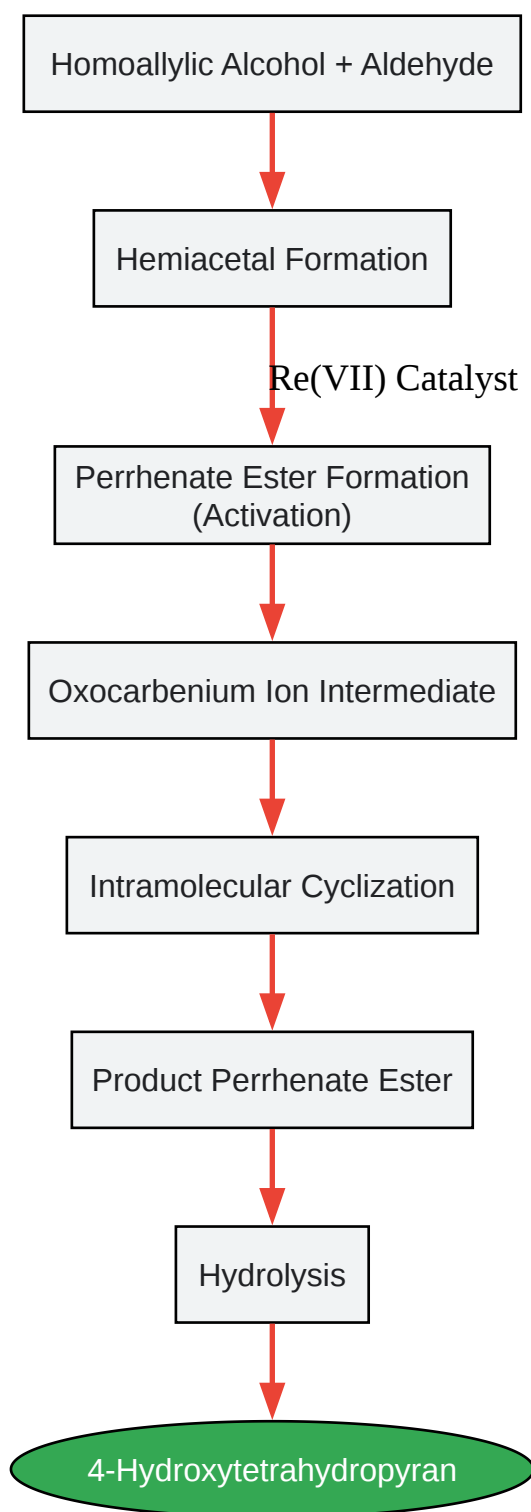 Homoallylic Alcohol + Aldehyde
Hemiacetal Formation
Re(VII) Catalyst
Perrhenate Ester Formation
(Activation)
Oxocarbenium Ion Intermediate
Intramolecular Cyclization
Product Perrhenate Ester
Hydrolysis
4-Hydroxytetrahydropyran